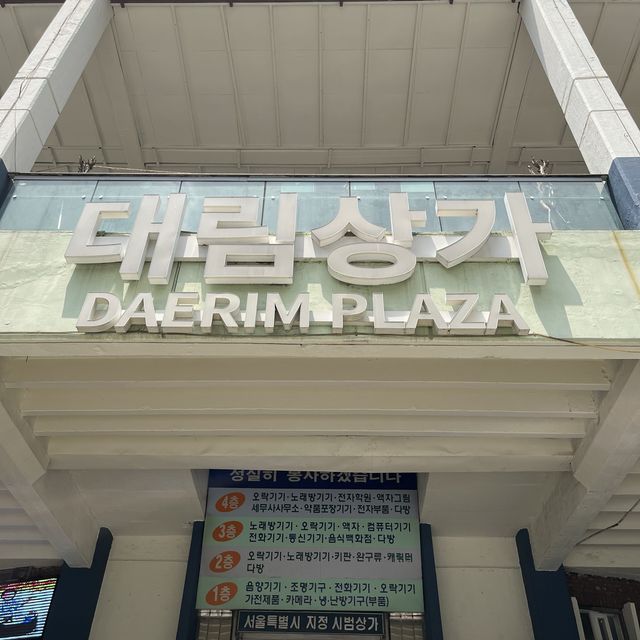 대림상가
DAERIM PLAZA
성실히 봉사하겠습니다
4층 오락기기·노래방기기·전자학원·액자그림
세무사사무소·약품포장기기·전자부품·다방
3층 노래방기기·오락기기·액자·컴퓨터기기
전화기기·통신기기·음식백화점·다방
2층 오락기기·노래방기기·키판·완구류·캐릭터
다방
1층 음향기기·조명기구·전화기기·오락기기
가전제품·카메라·냉·난방기구(부품)
서울특별시 지정 시범상가